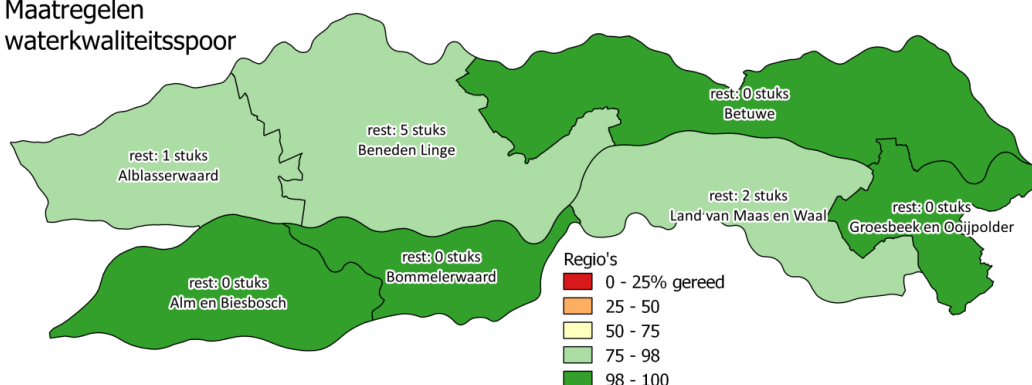 Maatregelen
waterkwaliteitsspoor
rest: 0 stuks
Betuwe
rest: 5 stuks
Beneden Linge
rest: 1 stuks
Alblasserwaard
rest: 2 stuks
Land van Maas en Waal
rest: 0 stuks
Groesbeek en Ooijpolder
rest: 0 stuks
Bommelerwaard
rest: 0 stuks
Alm en Biesbosch
Regio's
0 - 25% gereed
25 - 50
50 - 75
75 - 98
98 - 100